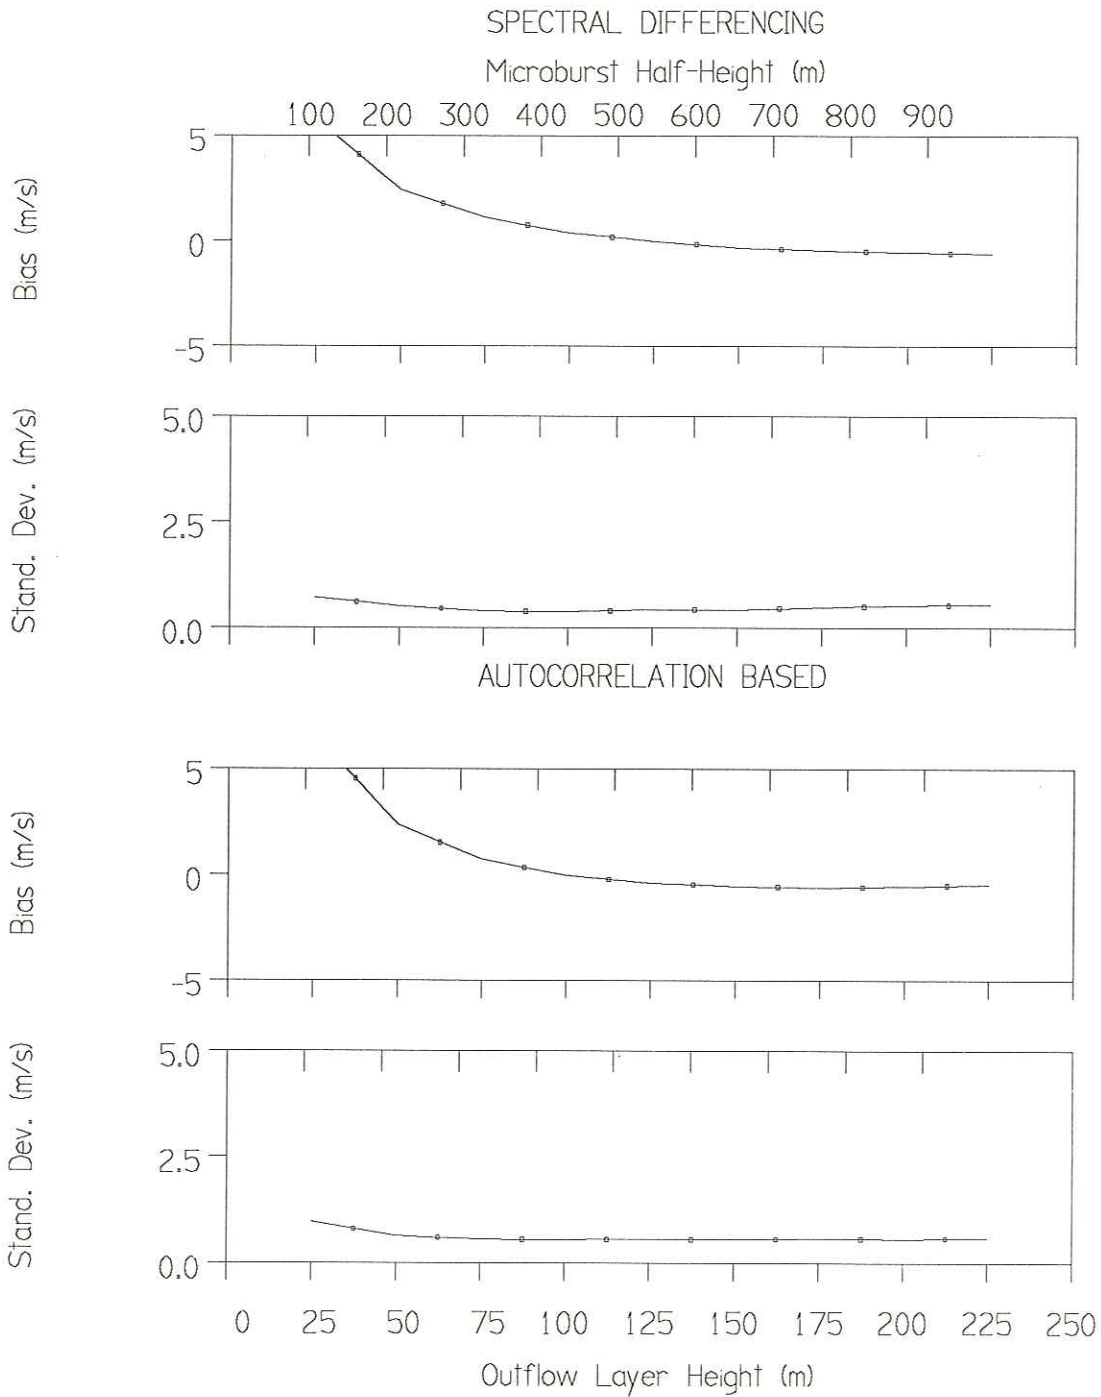 SPECTRAL DIFFERENCING
Microburst Half-Height (m)
100 200 300 400 500 600 700 800 900
5
0
-5
Bias (m/s)
5.0
2.5
0.0
Stand. Dev. (m/s)
AUTOCORRELATION BASED
5
0
-5
Bias (m/s)
5.0
2.5
0.0
Stand. Dev. (m/s)
0 25 50 75 100 125 150 175 200 225 250
Outflow Layer Height (m)